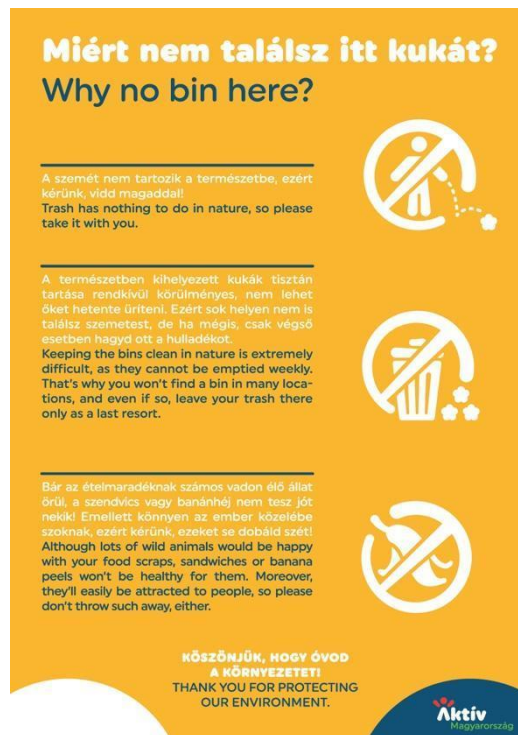 Miért nem találsz itt kukát?
Why no bin here?
A szemét nem tartozik a természetbe, ezért
kérünk, vidd magaddal!
Trash has nothing to do in nature, so please
take it with you.
A természetben kihelyezett kukák tisztán
tartása rendkívül körülményes, nem lehet
őket hetente üríteni. Ezért sok helyen nem is
találsz szemetest, de ha mégis, csak végső
esetben hagyd ott a hulladékot.
Keeping the bins clean in nature is extremely
difficult, as they cannot be emptied weekly.
That's why you won't find a bin in many loca-
tions, and even if so, leave your trash there
only as a last resort.
Bár az ételmaradéknak számos vadon élő állat
örül, a szendvics vagy banánhéj nem tesz jót
nekik! Emellett könnyen az ember közelébe
szoknak, ezért kérünk, ezeket se dobáld szét!
Although lots of wild animals would be happy
with your food scraps, sandwiches or banana
peels won't be healthy for them. Moreover,
they'll easily be attracted to people, so please
don't throw such away, either.
KÖSZÖNJÜK, HOGY ÓVOD
A KÖRNYEZETET!
THANK YOU FOR PROTECTING
OUR ENVIRONMENT.
Aktív
Magyarország